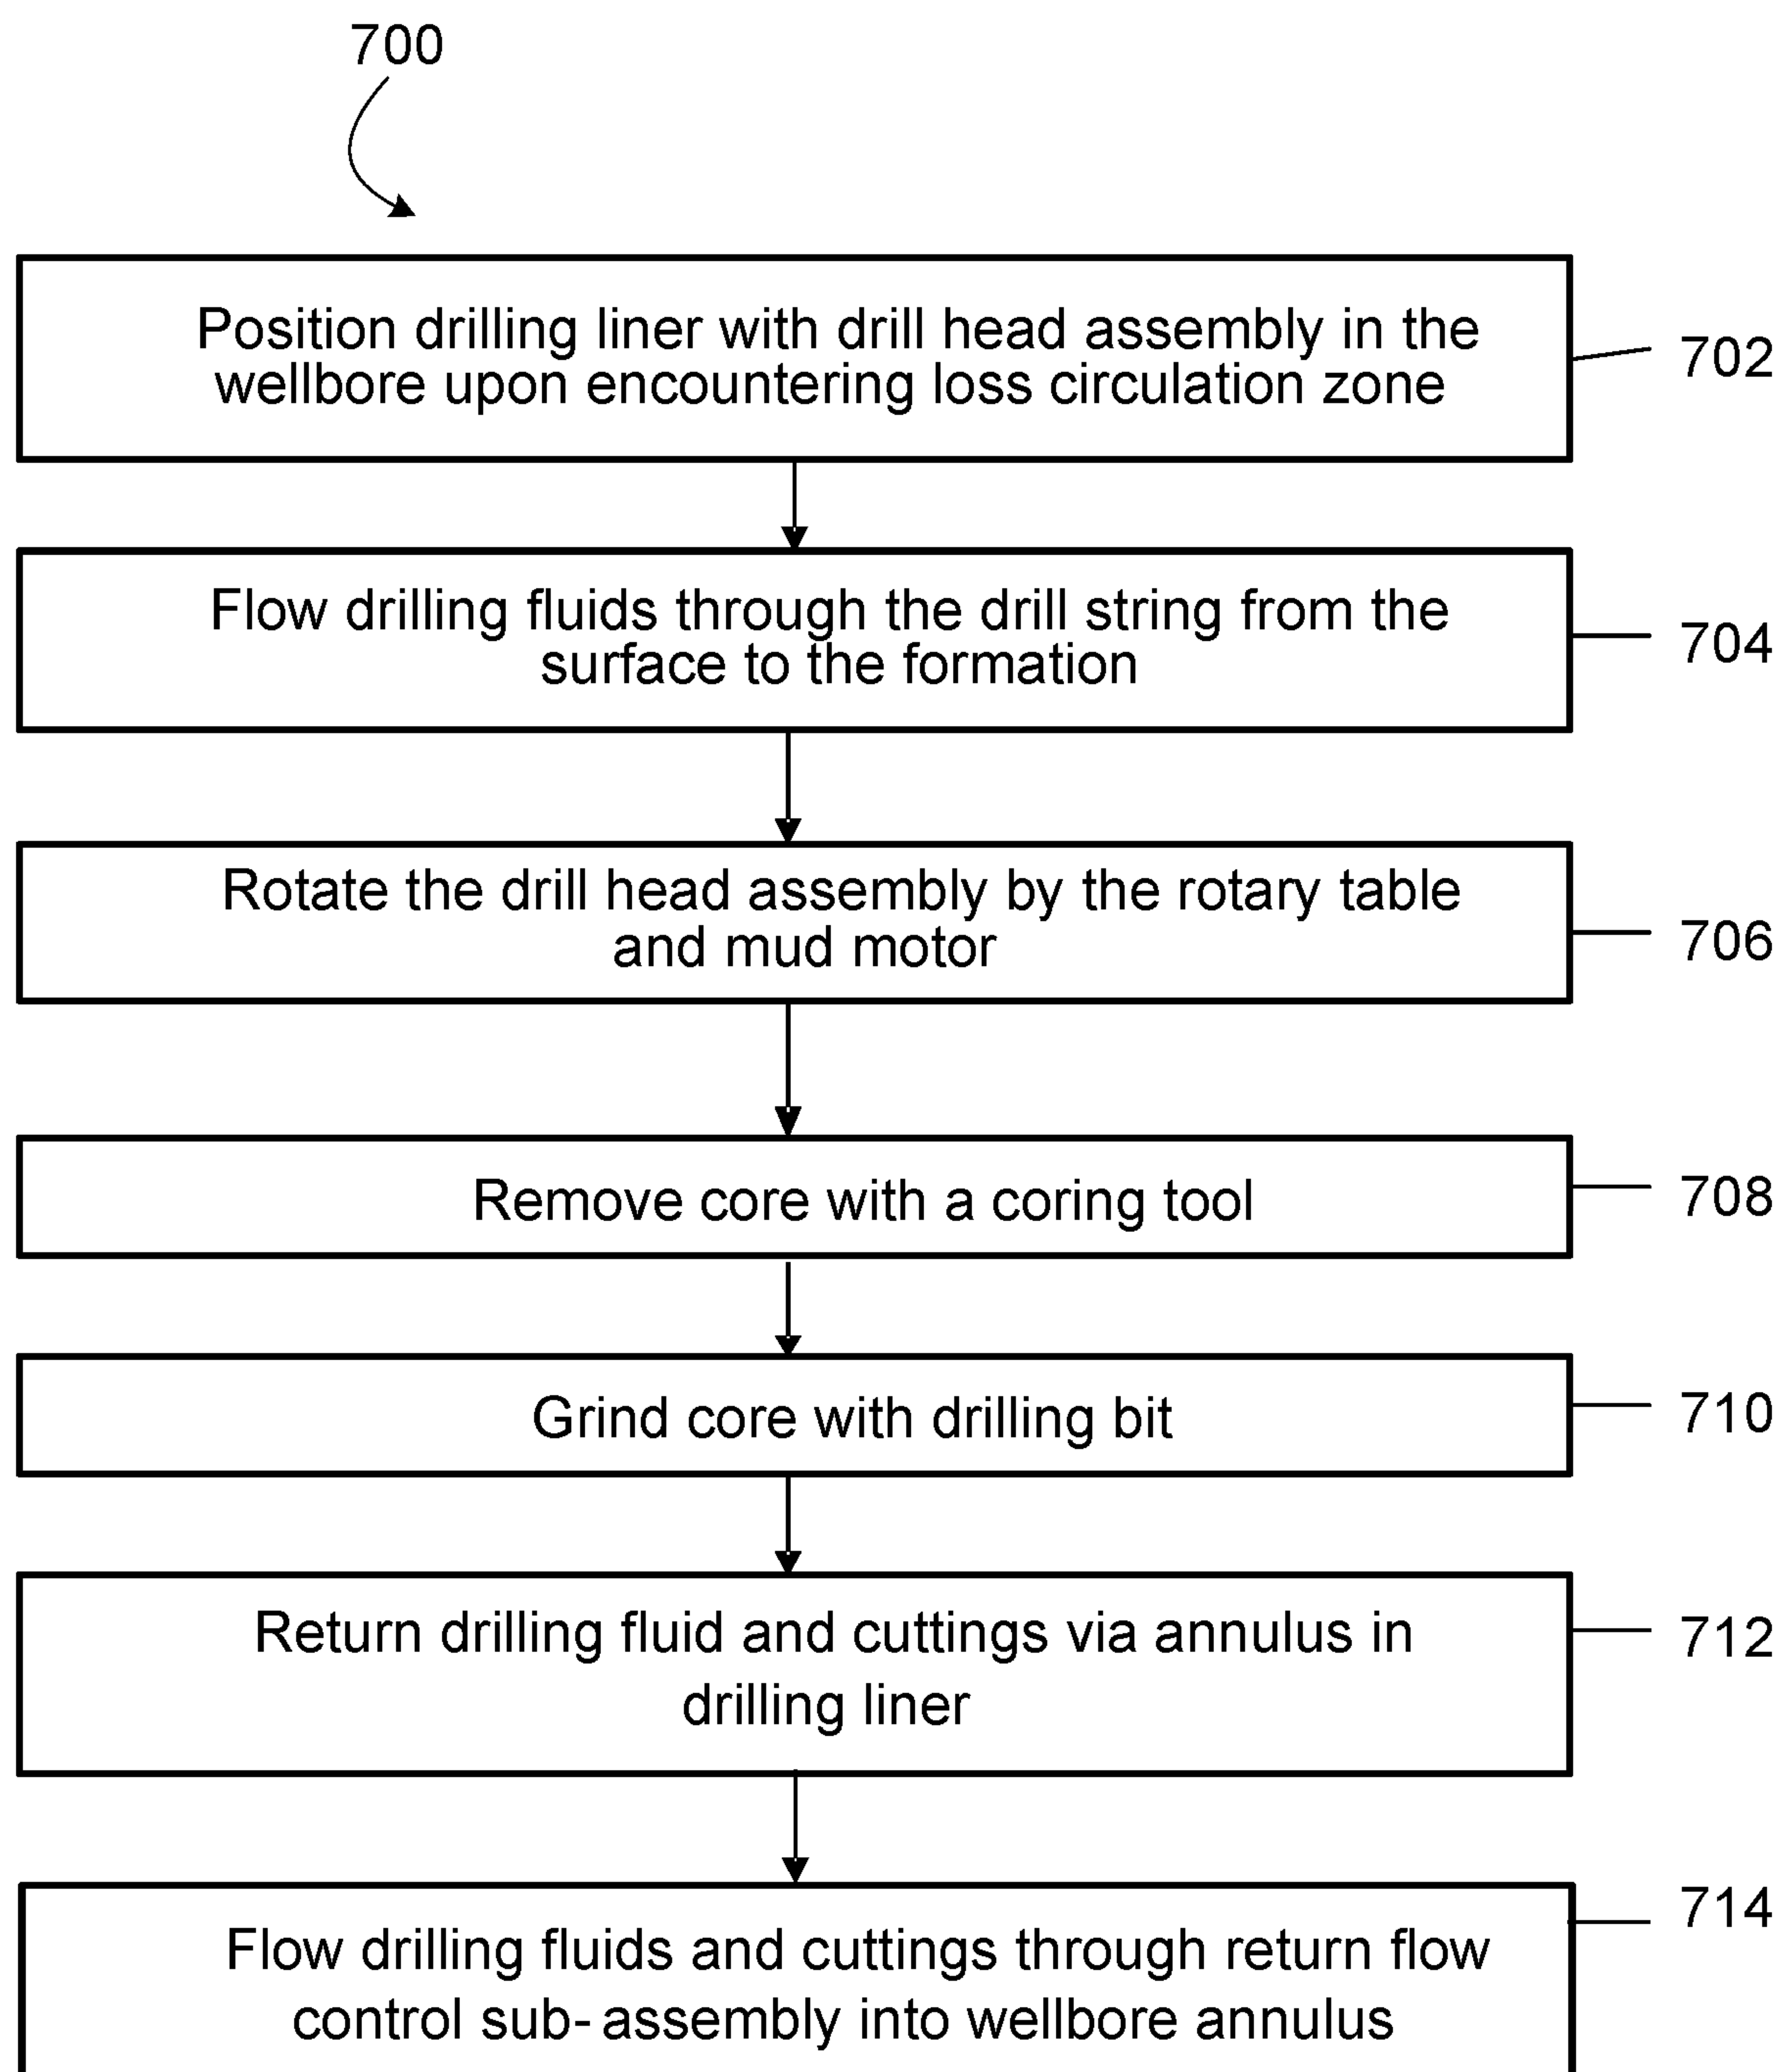 700
Position drilling liner with drill head assembly in the
wellbore upon encountering loss circulation zone
702
Flow drilling fluids through the drill string from the
surface to the formation
704
Rotate the drill head assembly by the rotary table
and mud motor
706
Remove core with a coring tool
708
Grind core with drilling bit
710
Return drilling fluid and cuttings via annulus in
drilling liner
712
Flow drilling fluids and cuttings through return flow
control sub-assembly into wellbore annulus
714